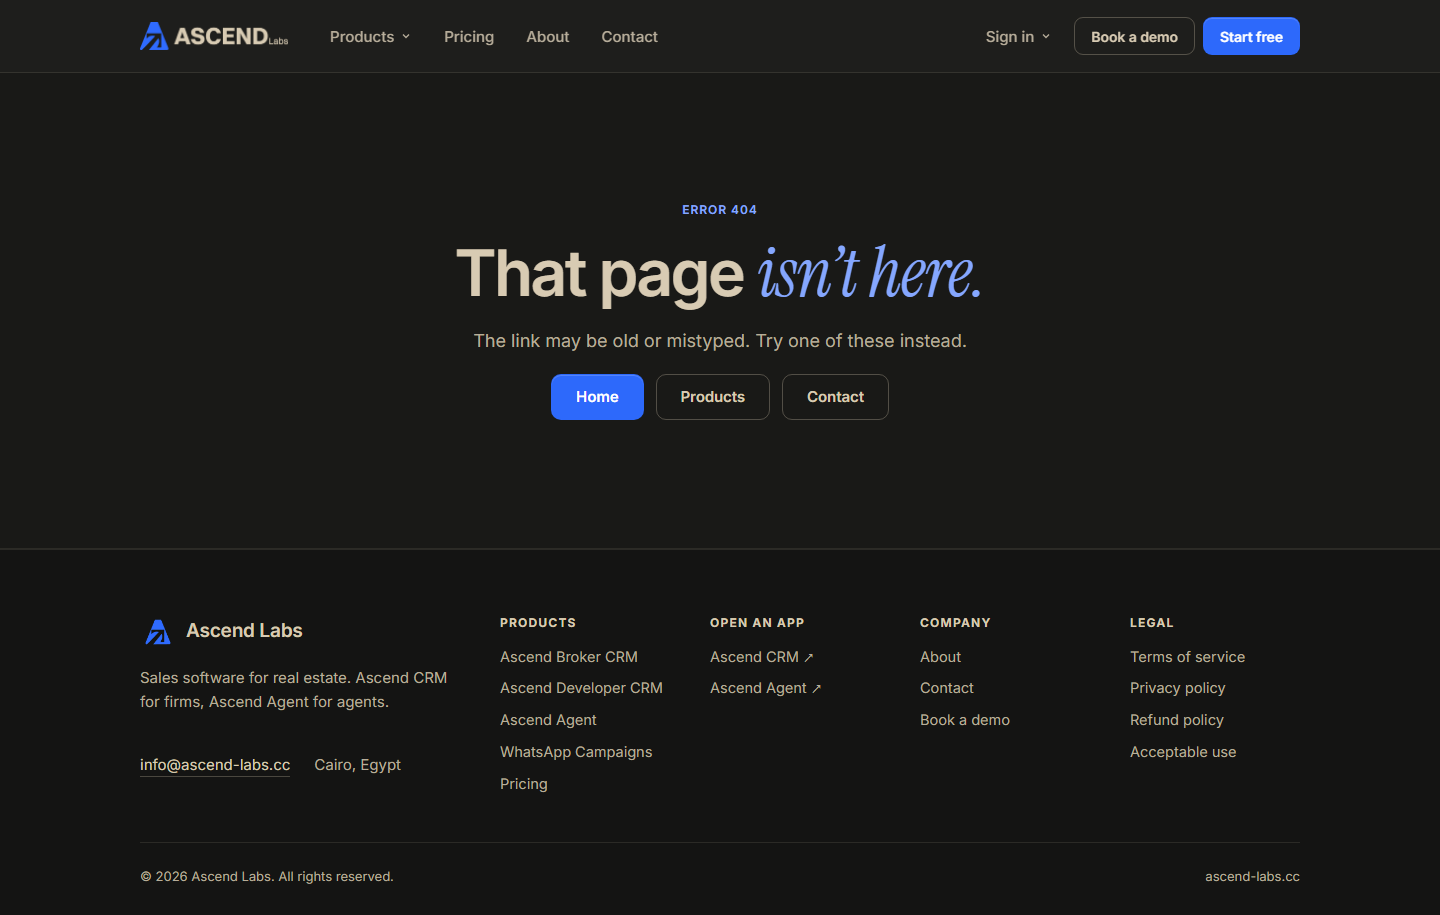 ASCEND Labs
Products
Pricing
About
Contact
Sign in
Book a demo
Start free
ERROR 404
That page isn’t here.
The link may be old or mistyped. Try one of these instead.
Home
Products
Contact
Ascend Labs
Sales software for real estate. Ascend CRM
for firms, Ascend Agent for agents.
info@ascend-labs.cc
Cairo, Egypt
PRODUCTS
Ascend Broker CRM
Ascend Developer CRM
Ascend Agent
WhatsApp Campaigns
Pricing
OPEN AN APP
Ascend CRM ↗
Ascend Agent ↗
COMPANY
About
Contact
Book a demo
LEGAL
Terms of service
Privacy policy
Refund policy
Acceptable use
© 2026 Ascend Labs. All rights reserved.
ascend-labs.cc